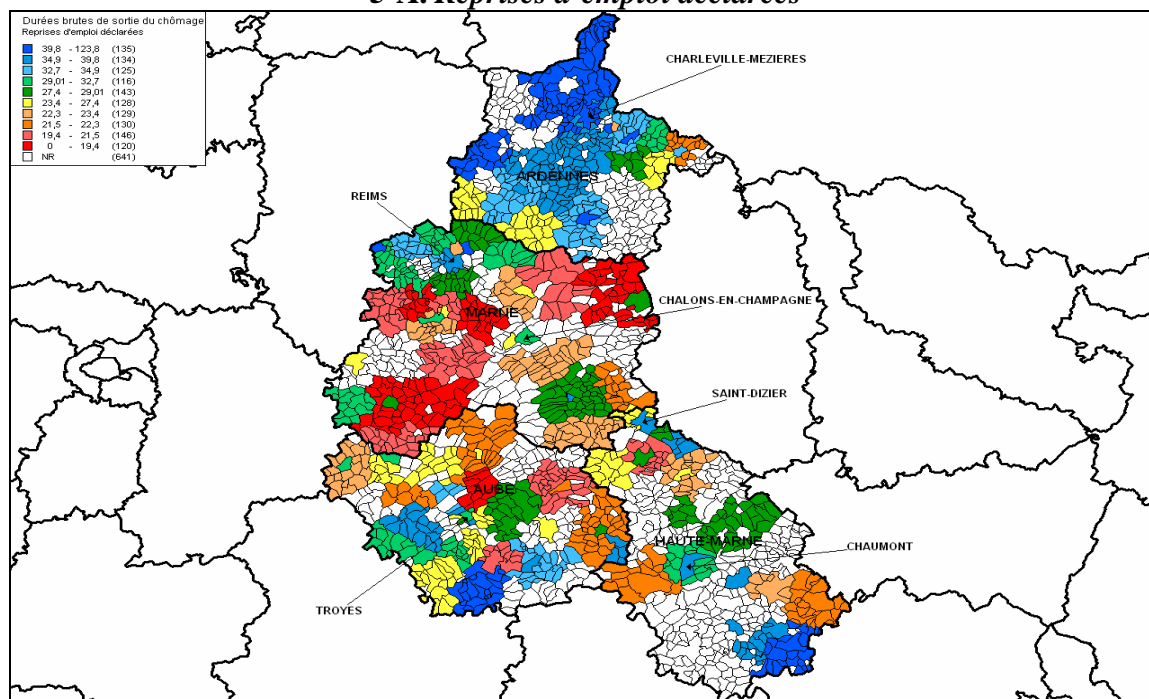 3-A. Reprises d'emploi déclarées
Durées brutes de sortie du chômage
Reprises d'emploi déclarées
39,8 - 123,8 (135)
34,9 - 39,8 (134)
32,7 - 34,9 (125)
29,01 - 32,7 (116)
27,4 - 29,01 (143)
23,4 - 27,4 (128)
22,3 - 23,4 (129)
21,5 - 22,3 (130)
19,4 - 21,5 (146)
0 - 19,4 (120)
NR (641)
CHARLEVILLE-MEZIERES
ARDENNES
REIMS
CHALONS-EN-CHAMPAGNE
MARNE
SAINT-DIZIER
AUBE
HAUTE-MARNE
CHAUMONT
TROYES